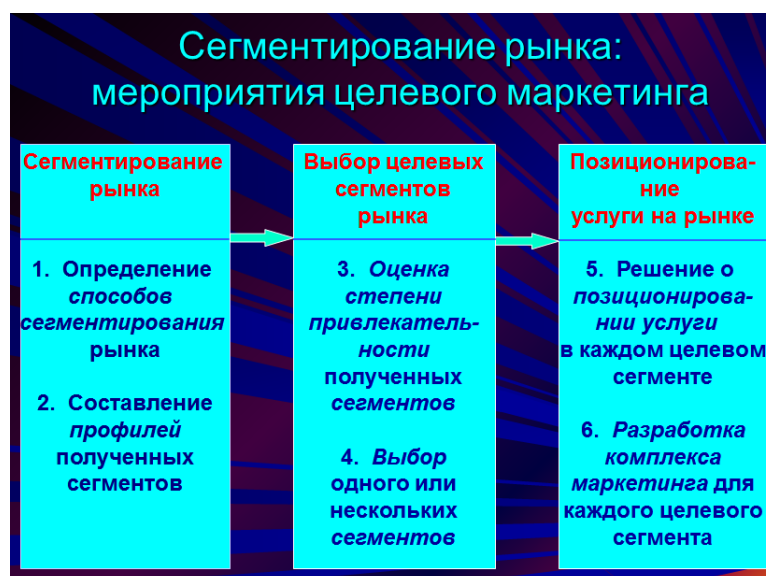 Сегментирование рынка:
мероприятия целевого маркетинга
Сегментирование
рынка
1. Определение
способов
сегментирования
рынка
2. Составление
профилей
полученных
сегментов
Выбор целевых
сегментов
рынка
3. Оценка
степени
привлекатель-
ности
полученных
сегментов
4. Выбор
одного или
нескольких
сегментов
Позиционирова-
ние
услуги на рынке
5. Решение о
позиционирова-
нии услуги
в каждом целевом
сегменте
6. Разработка
комплекса
маркетинга для
каждого целевого
сегмента